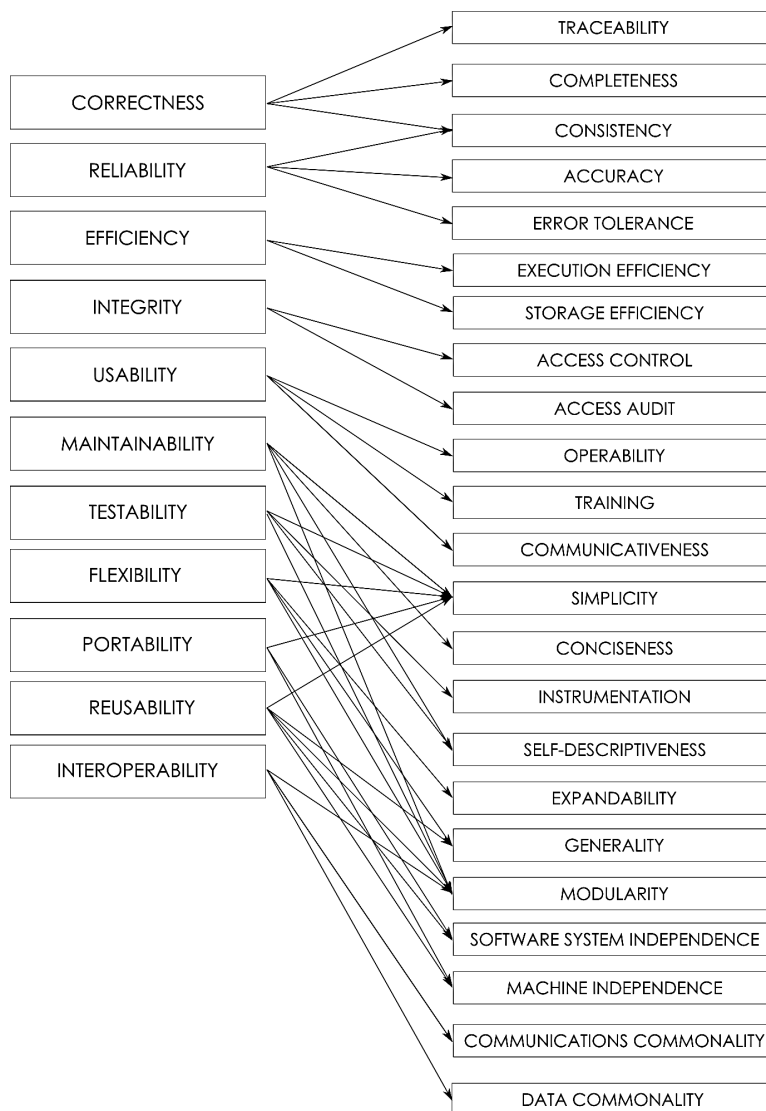 CORRECTNESS
RELIABILITY
EFFICIENCY
INTEGRITY
USABILITY
MAINTAINABILITY
TESTABILITY
FLEXIBILITY
PORTABILITY
REUSABILITY
INTEROPERABILITY
TRACEABILITY
COMPLETENESS
CONSISTENCY
ACCURACY
ERROR TOLERANCE
EXECUTION EFFICIENCY
STORAGE EFFICIENCY
ACCESS CONTROL
ACCESS AUDIT
OPERABILITY
TRAINING
COMMUNICATIVENESS
SIMPLICITY
CONCISENESS
INSTRUMENTATION
SELF-DESCRIPTIVENESS
EXPANDABILITY
GENERALITY
MODULARITY
SOFTWARE SYSTEM INDEPENDENCE
MACHINE INDEPENDENCE
COMMUNICATIONS COMMONALITY
DATA COMMONALITY